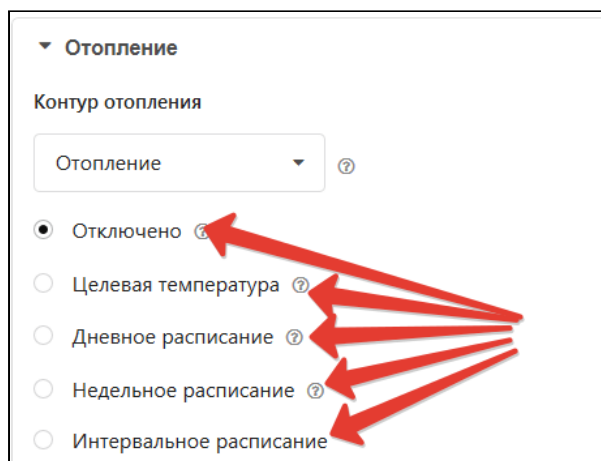 Отопление
Контур отопления
Отопление
Отключено
Целевая температура
Дневное расписание
Недельное расписание
Интервальное расписание